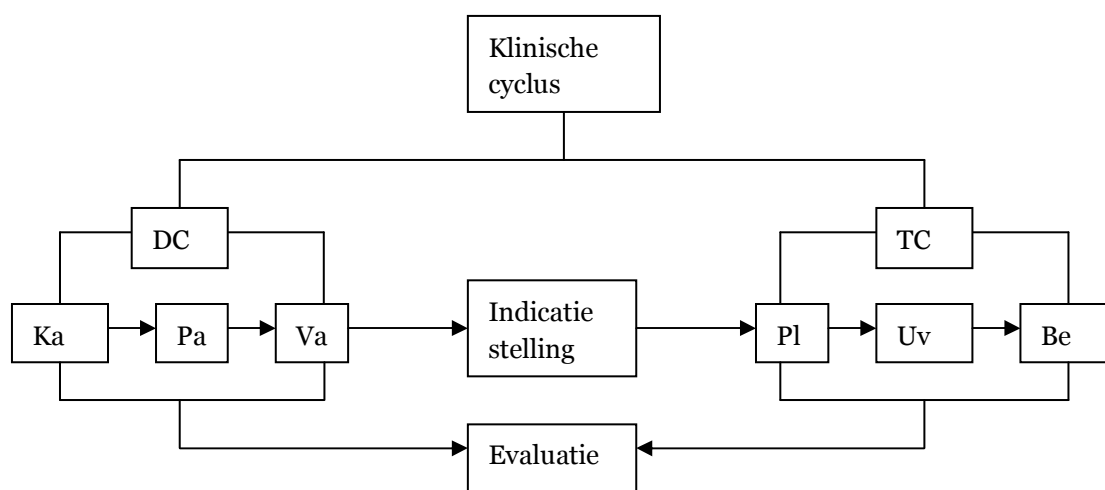 Klinische
cyclus
DC
TC
Ka
Pa
Va
Indicatie
stelling
Pl
Uv
Be
Evaluatie